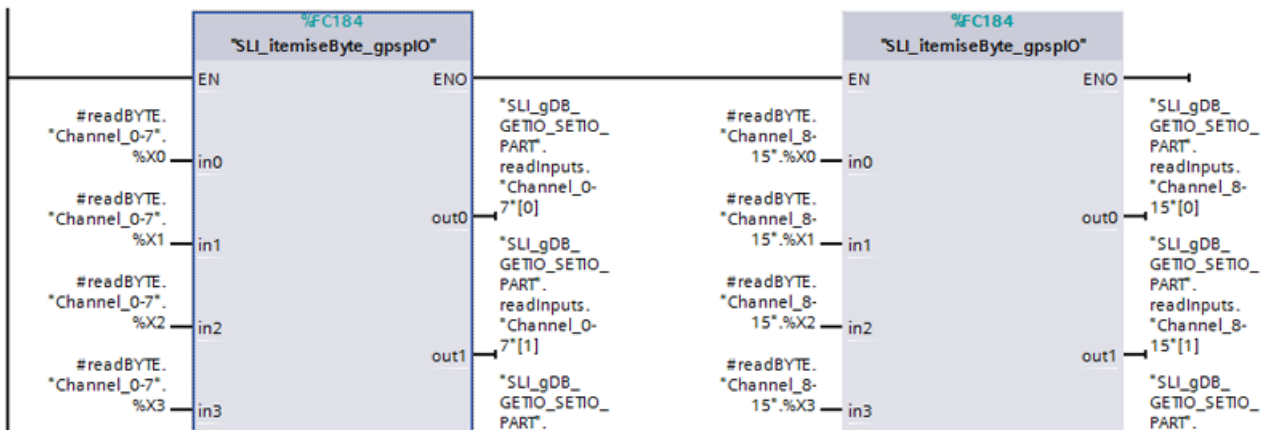 %FC184
"SLI_itemiseByte_gpspIO"
EN
ENO
#readBYTE.
"Channel_0-7".
%X0
in0
#readBYTE.
"Channel_0-7".
%X1
in1
#readBYTE.
"Channel_0-7".
%X2
in2
#readBYTE.
"Channel_0-7".
%X3
in3
out0
"SLI_gDB_
GETIO_SETIO_
PART".
readInputs.
"Channel_0-
7"[0]
out1
"SLI_gDB_
GETIO_SETIO_
PART".
readInputs.
"Channel_0-
7"[1]
"SLI_gDB_
GETIO_SETIO_
PART".
%FC184
"SLI_itemiseByte_gpspIO"
EN
ENO
#readBYTE.
"Channel_8-
15".%X0
in0
#readBYTE.
"Channel_8-
15".%X1
in1
#readBYTE.
"Channel_8-
15".%X2
in2
#readBYTE.
"Channel_8-
15".%X3
in3
out0
"SLI_gDB_
GETIO_SETIO_
PART".
readInputs.
"Channel_8-
15"[0]
out1
"SLI_gDB_
GETIO_SETIO_
PART".
readInputs.
"Channel_8-
15"[1]
"SLI_gDB_
GETIO_SETIO_
PART".